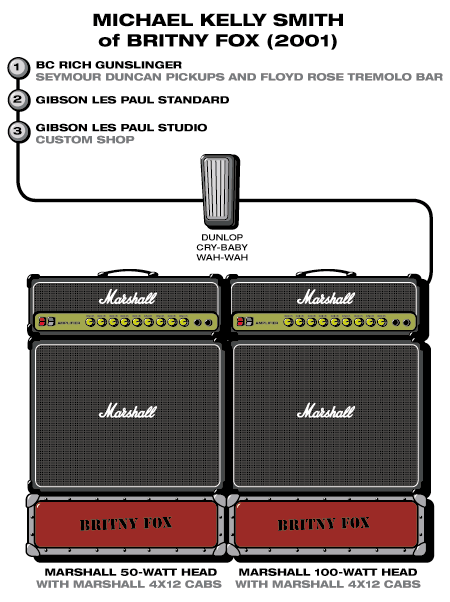 MICHAEL KELLY SMITH
of BRITNY FOX (2001)
1 BC RICH GUNSLINGER
SEYMOUR DUNCAN PICKUPS AND FLOYD ROSE TREMOLO BAR
2 GIBSON LES PAUL STANDARD
3 GIBSON LES PAUL STUDIO
CUSTOM SHOP
DUNLOP
CRY-BABY
WAH-WAH
Marshall Marshall
AMPLIFIER AMPLIFIER
Marshall Marshall
BRITNY FOX BRITNY FOX
MARSHALL 50-WATT HEAD MARSHALL 100-WATT HEAD
WITH MARSHALL 4X12 CABS WITH MARSHALL 4X12 CABS